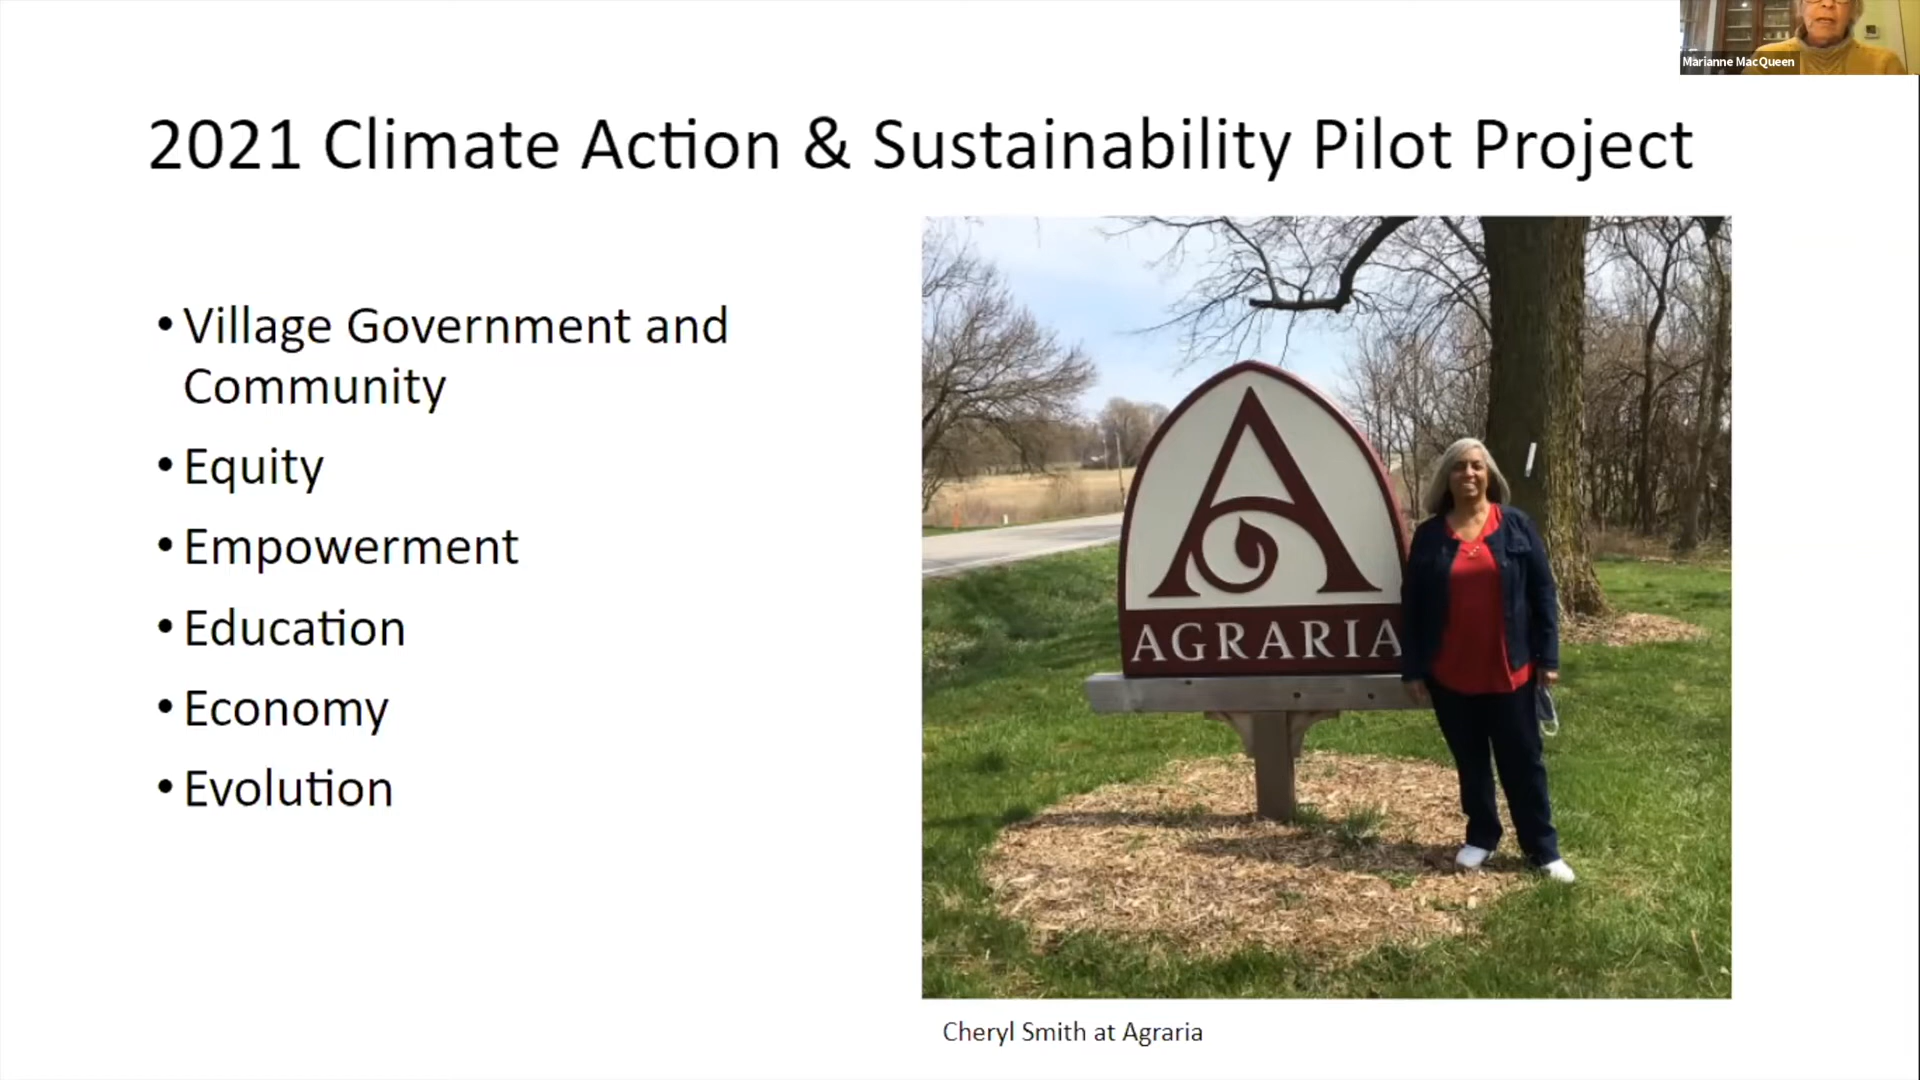 Marianne MacQueen
2021 Climate Action & Sustainability Pilot Project
• Village Government and
Community
• Equity
• Empowerment
• Education
• Economy
• Evolution
A
AGRARIA
Cheryl Smith at Agraria